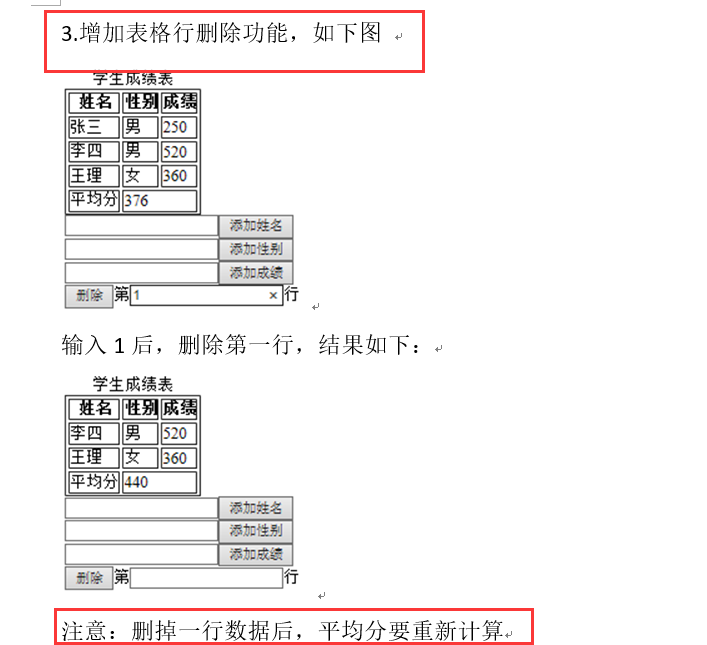 3.增加表格行删除功能，如下图
学生成绩表
姓名 性别 成绩
张三 男 250
李四 男 520
王理 女 360
平均分 376
添加姓名
添加性别
添加成绩
删除 第 1 × 行
输入 1 后，删除第一行，结果如下：
学生成绩表
姓名 性别 成绩
李四 男 520
王理 女 360
平均分 440
添加姓名
添加性别
添加成绩
删除 第 行
注意：删掉一行数据后，平均分要重新计算